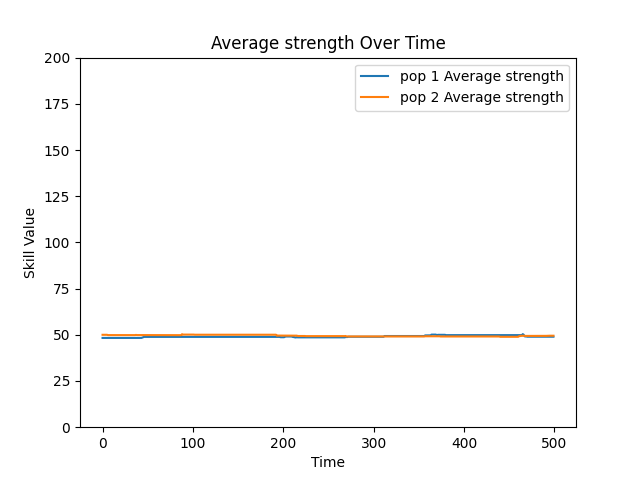 Average strength Over Time
pop 1 Average strength
pop 2 Average strength
Skill Value
200
175
150
125
100
75
50
25
0
0 100 200 300 400 500
Time